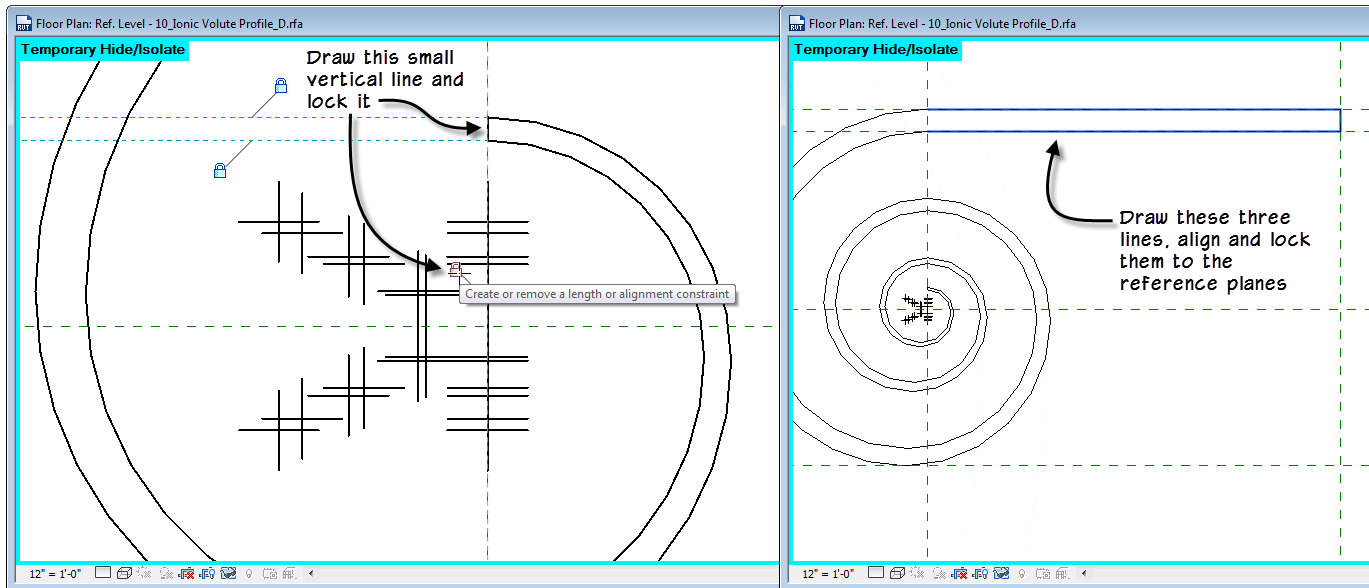 Floor Plan: Ref. Level - 10_Ionic Volute Profile_D.rfa
Temporary Hide/Isolate
Draw this small
vertical line and
lock it
Create or remove a length or alignment constraint
12" = 1'-0"
Floor Plan: Ref. Level - 10_Ionic Volute Profile_D.rfa
Temporary Hide/Isolate
Draw these three
lines, align and lock
them to the
reference planes
12" = 1'-0"